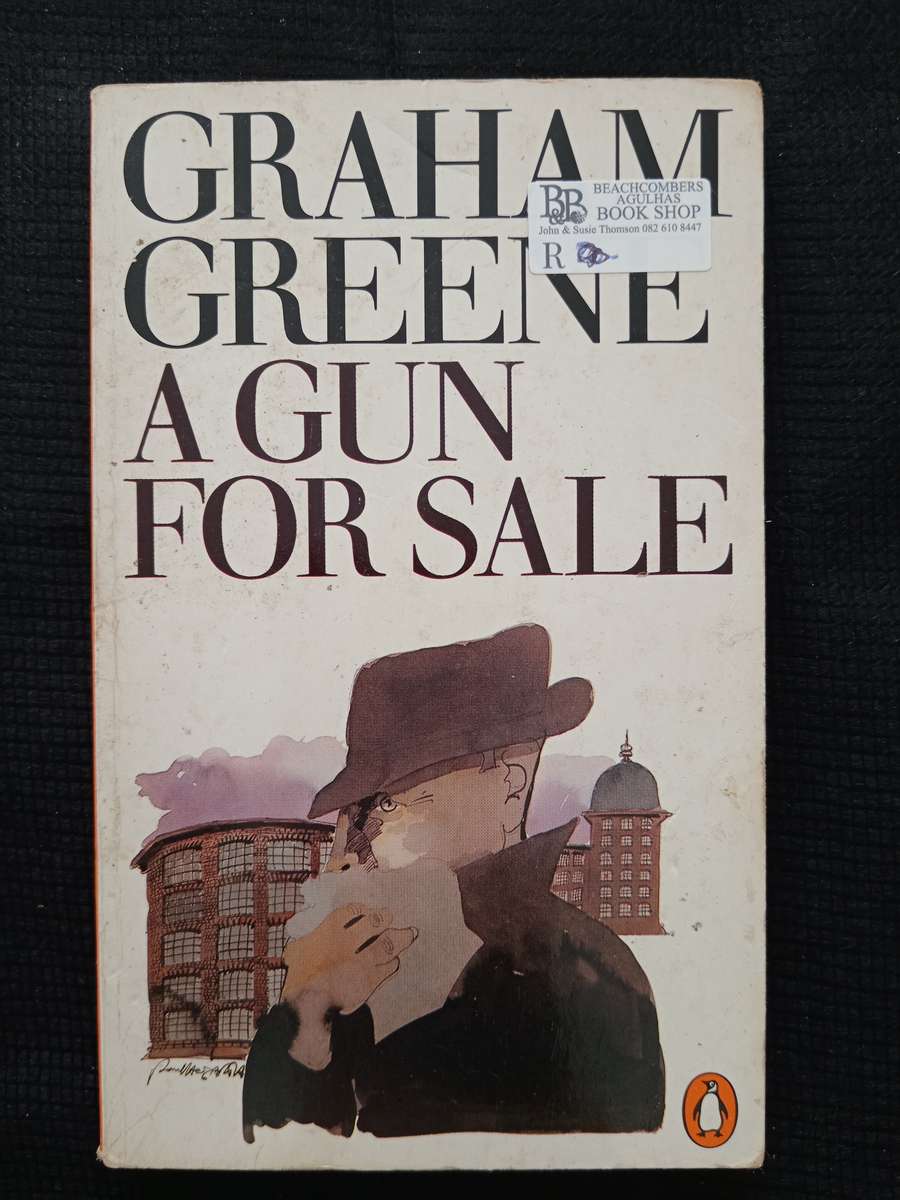 GRAHAM
GREENE
A GUN
FOR SALE
B&B
BEACHCOMBERS
AGULHAS
BOOK SHOP
John & Susie Thomson 082 610 8447
R